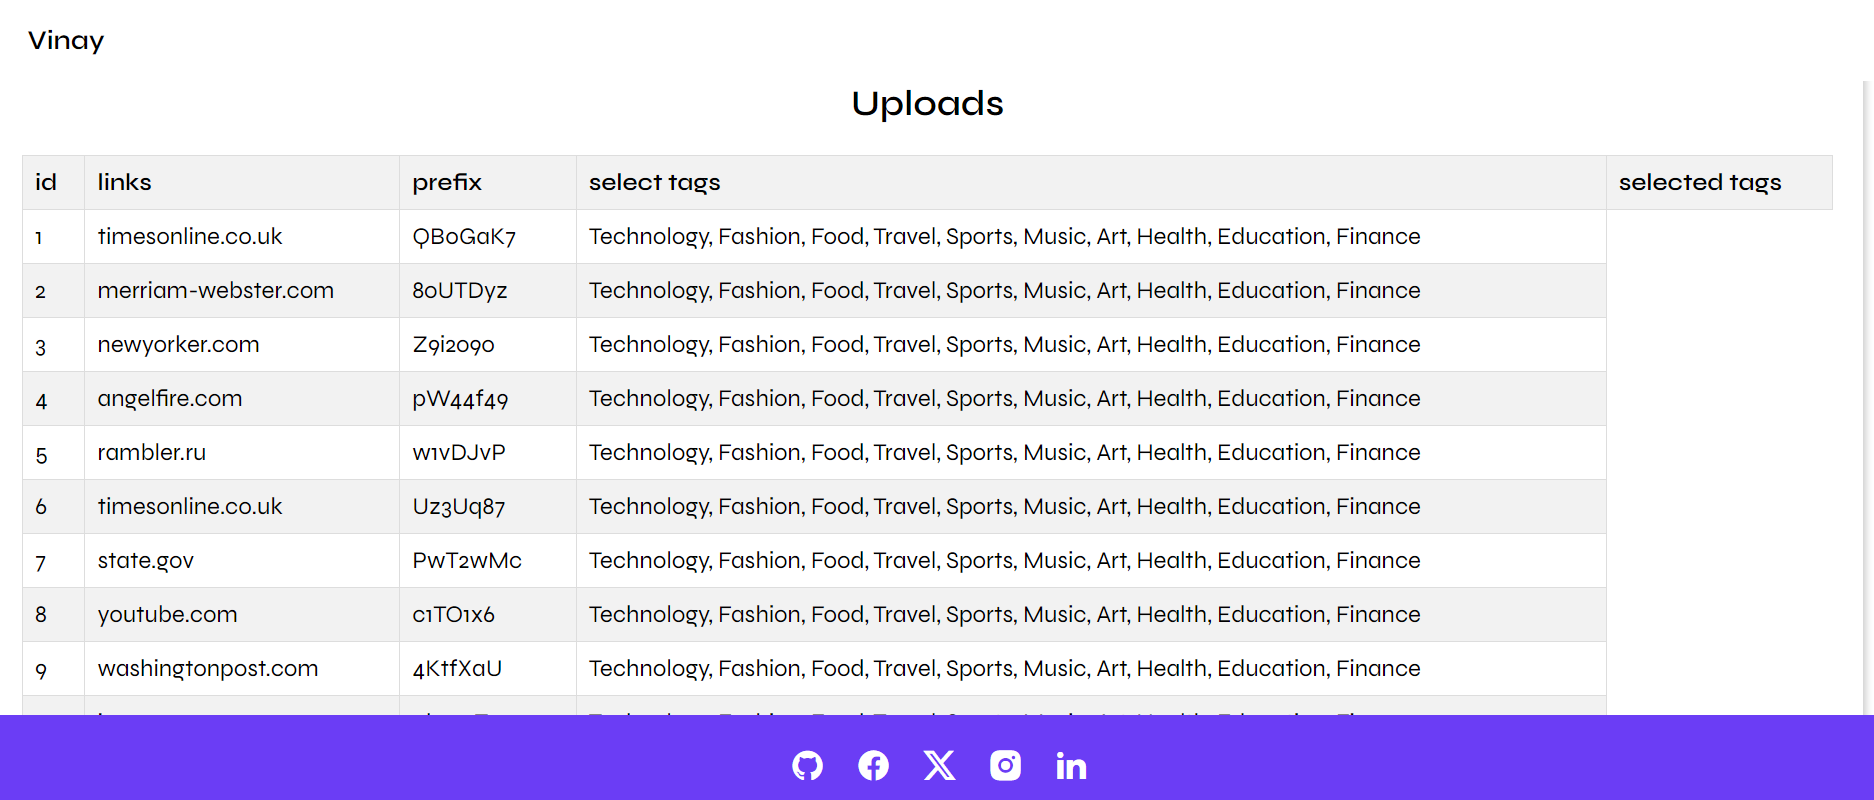 Vinay
Uploads
id links prefix select tags selected tags
1 timesonline.co.uk QBoGaK7 Technology, Fashion, Food, Travel, Sports, Music, Art, Health, Education, Finance
2 merriam-webster.com 80UTDyz Technology, Fashion, Food, Travel, Sports, Music, Art, Health, Education, Finance
3 newyorker.com Z9i2090 Technology, Fashion, Food, Travel, Sports, Music, Art, Health, Education, Finance
4 angelfire.com pW44f49 Technology, Fashion, Food, Travel, Sports, Music, Art, Health, Education, Finance
5 rambler.ru w1vDJvP Technology, Fashion, Food, Travel, Sports, Music, Art, Health, Education, Finance
6 timesonline.co.uk Uz3Uq87 Technology, Fashion, Food, Travel, Sports, Music, Art, Health, Education, Finance
7 state.gov PwT2wMc Technology, Fashion, Food, Travel, Sports, Music, Art, Health, Education, Finance
8 youtube.com c1TO1x6 Technology, Fashion, Food, Travel, Sports, Music, Art, Health, Education, Finance
9 washingtonpost.com 4KtfXaU Technology, Fashion, Food, Travel, Sports, Music, Art, Health, Education, Finance